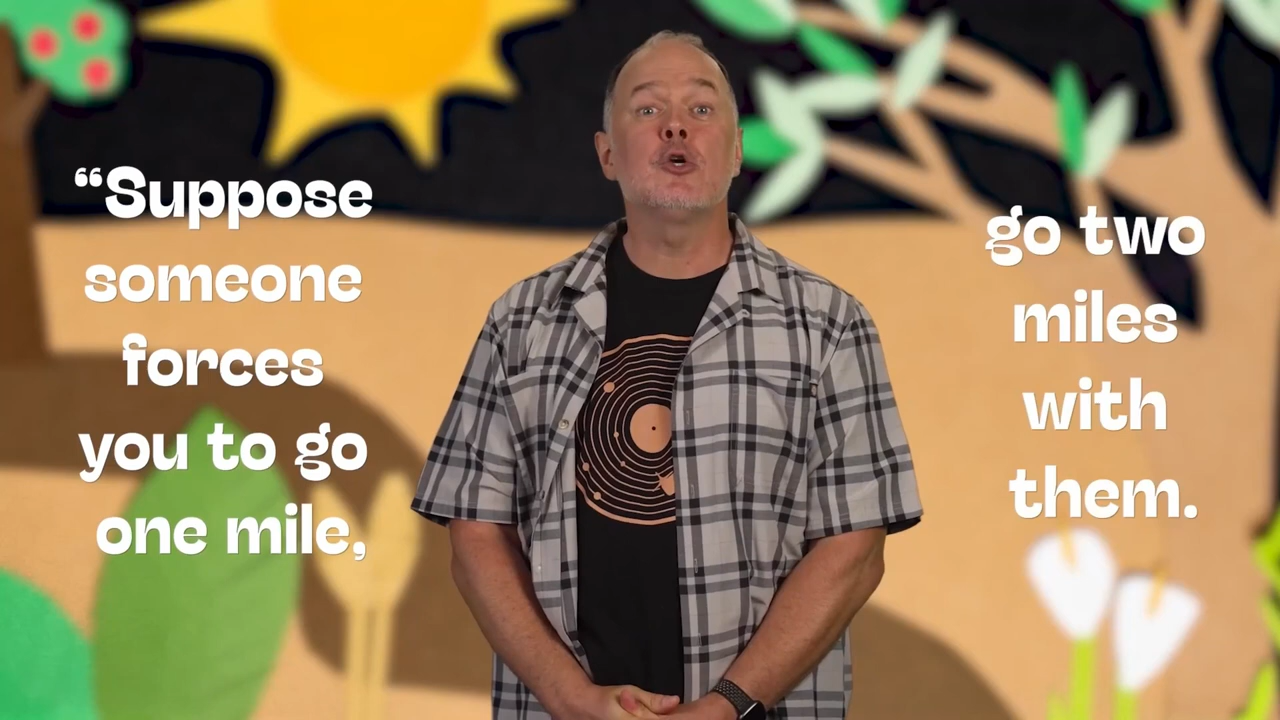 “Suppose
someone
forces
you to go
one mile,
go two
miles
with
them.